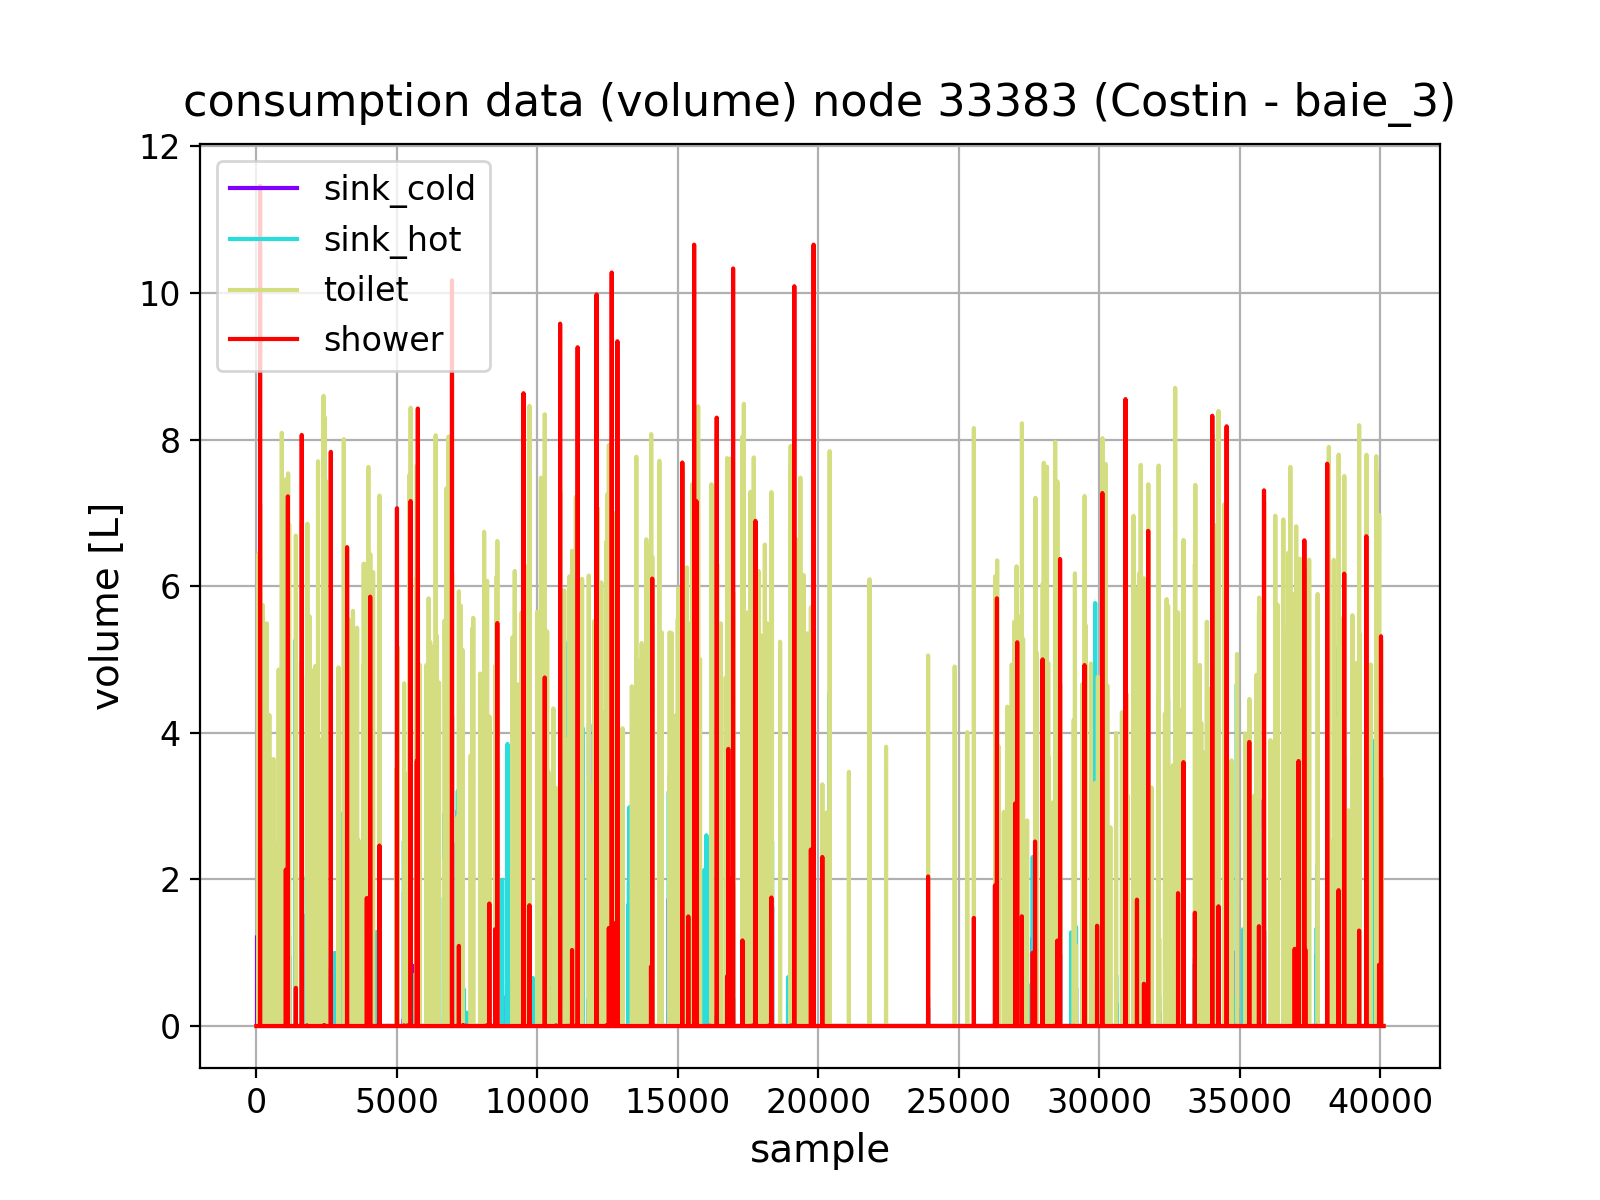 consumption data (volume) node 33383 (Costin - baie_3)
12
10
8
6
4
2
0
volume [L]
sink_cold
sink_hot
toilet
shower
0 5000 10000 15000 20000 25000 30000 35000 40000
sample